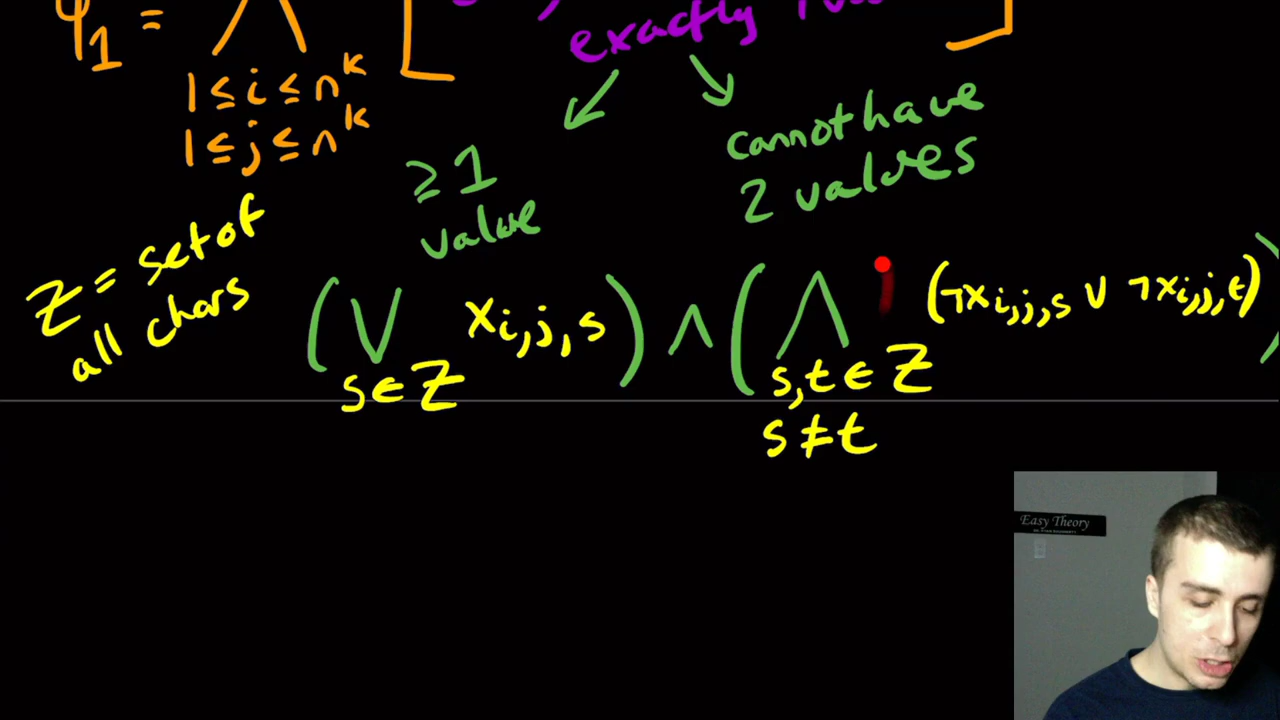 φ₁ = ⋀ [
exactly
1 ≤ i ≤ n^k
1 ≤ j ≤ n^k
≥ 1
value
cannot have
2 values
Z = set of
all chars
( ⋁ x_{i,j,s} ) ∧ ( ⋀ (¬x_{i,j,s} ∨ ¬x_{i,j,t}) )
s ∈ Z
s,t ∈ Z
s ≠ t
Easy Theory